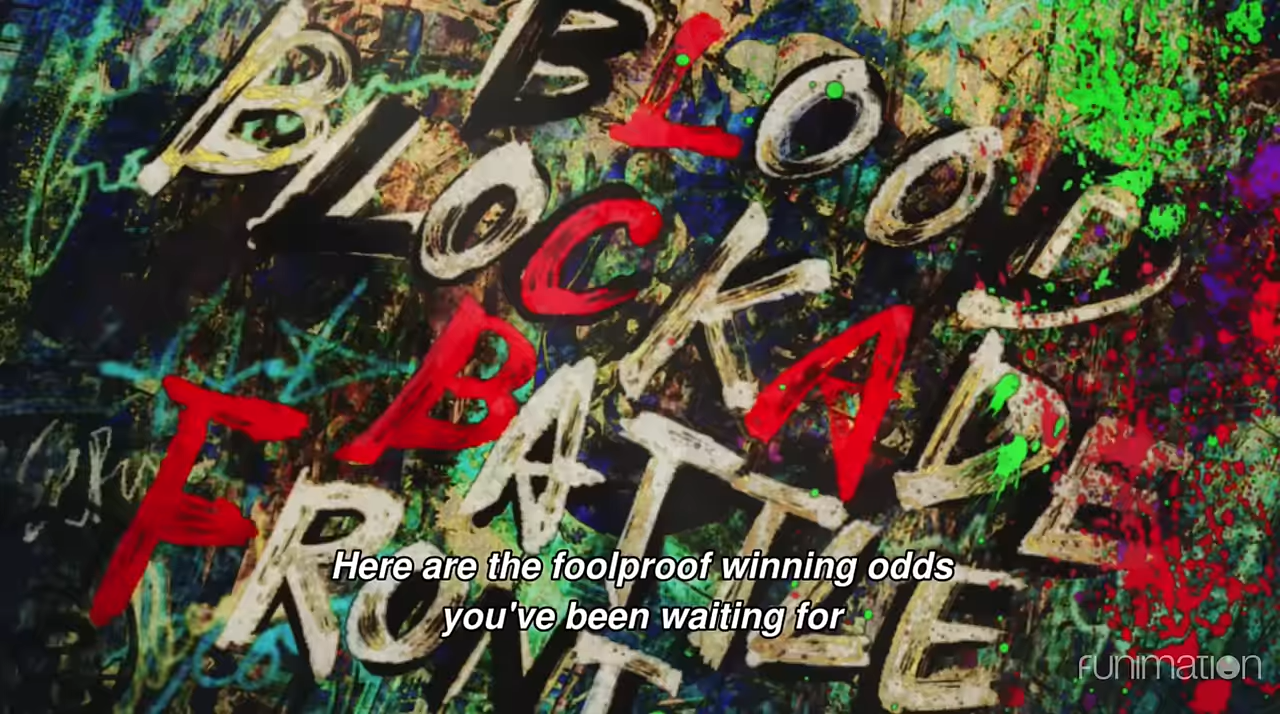 BLOOD
BLOCKADE
BATTLE
FRONT
Here are the foolproof winning odds
you've been waiting for
funimation